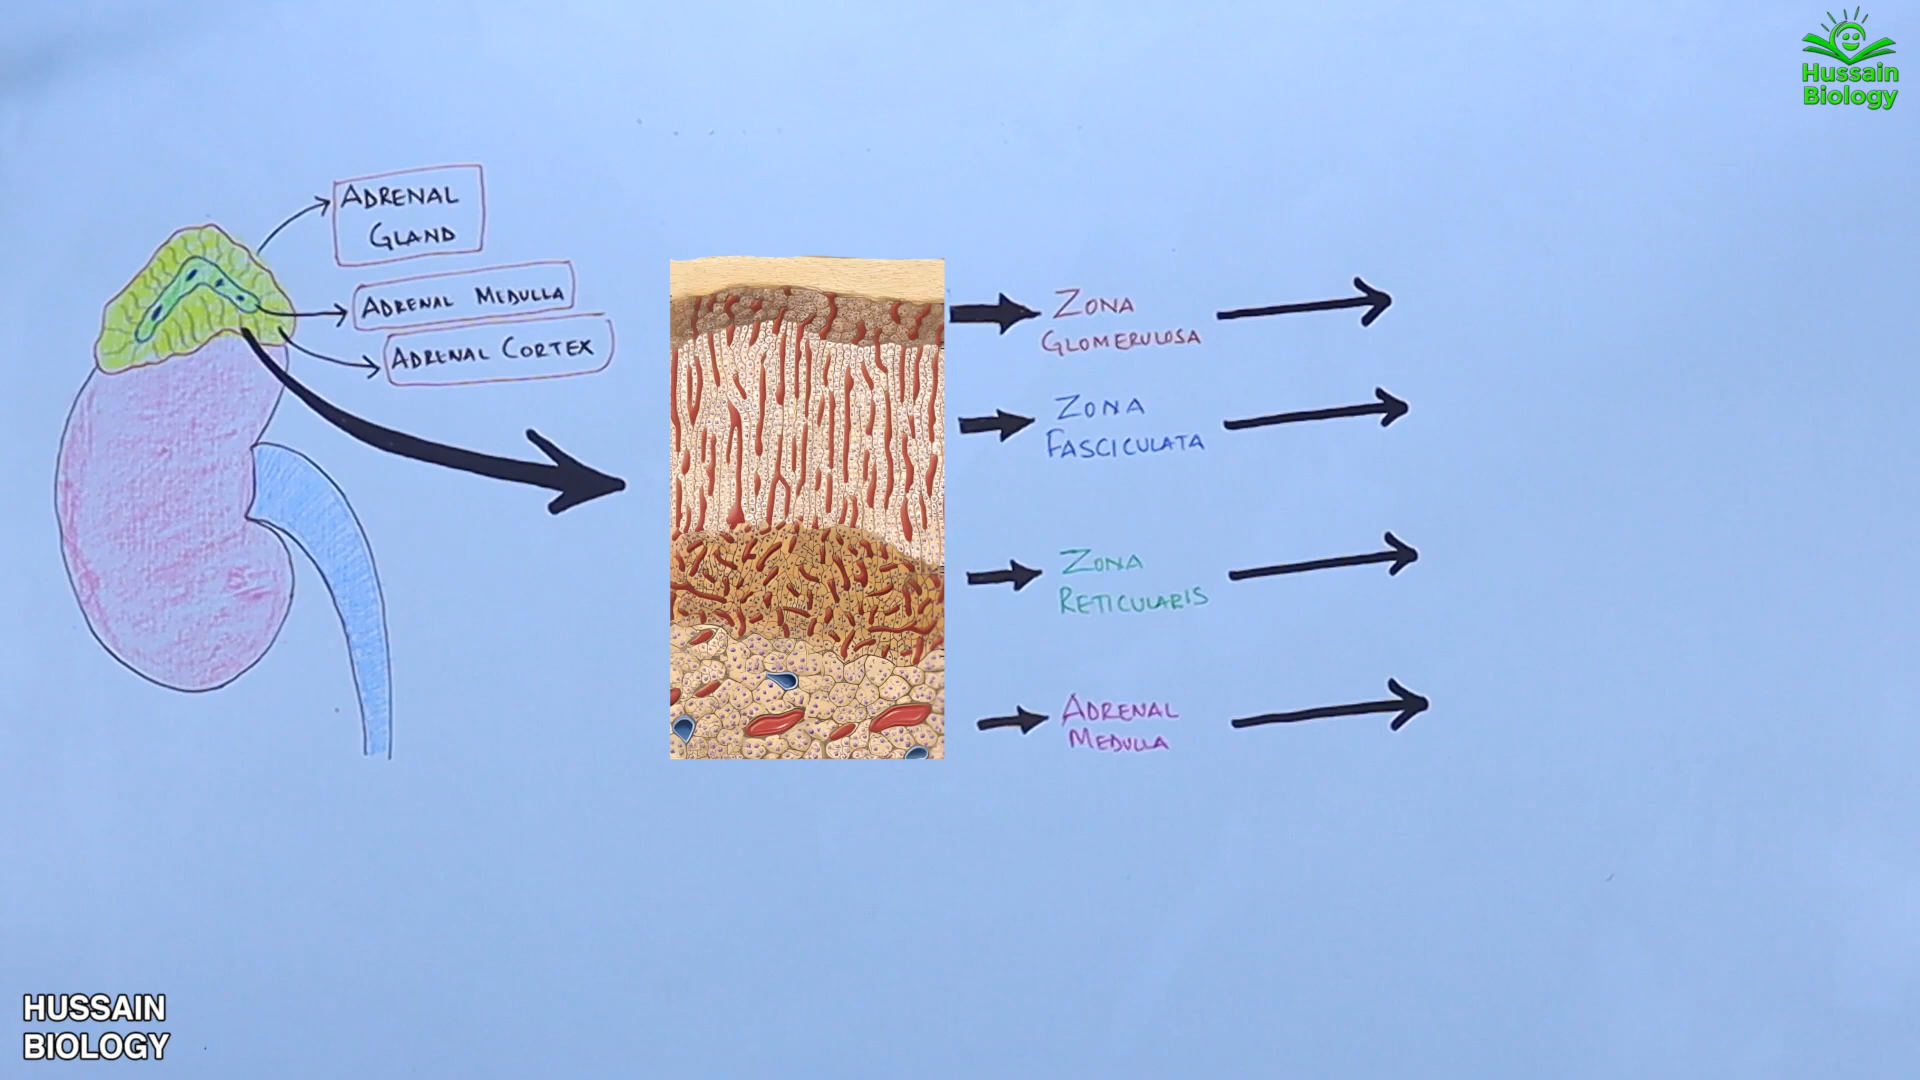 Hussain
Biology
ADRENAL
GLAND
ADRENAL MEDULLA
ADRENAL CORTEX
ZONA
GLOMERULOSA
ZONA
FASCICULATA
ZONA
RETICULARIS
ADRENAL
MEDULLA
HUSSAIN
BIOLOGY